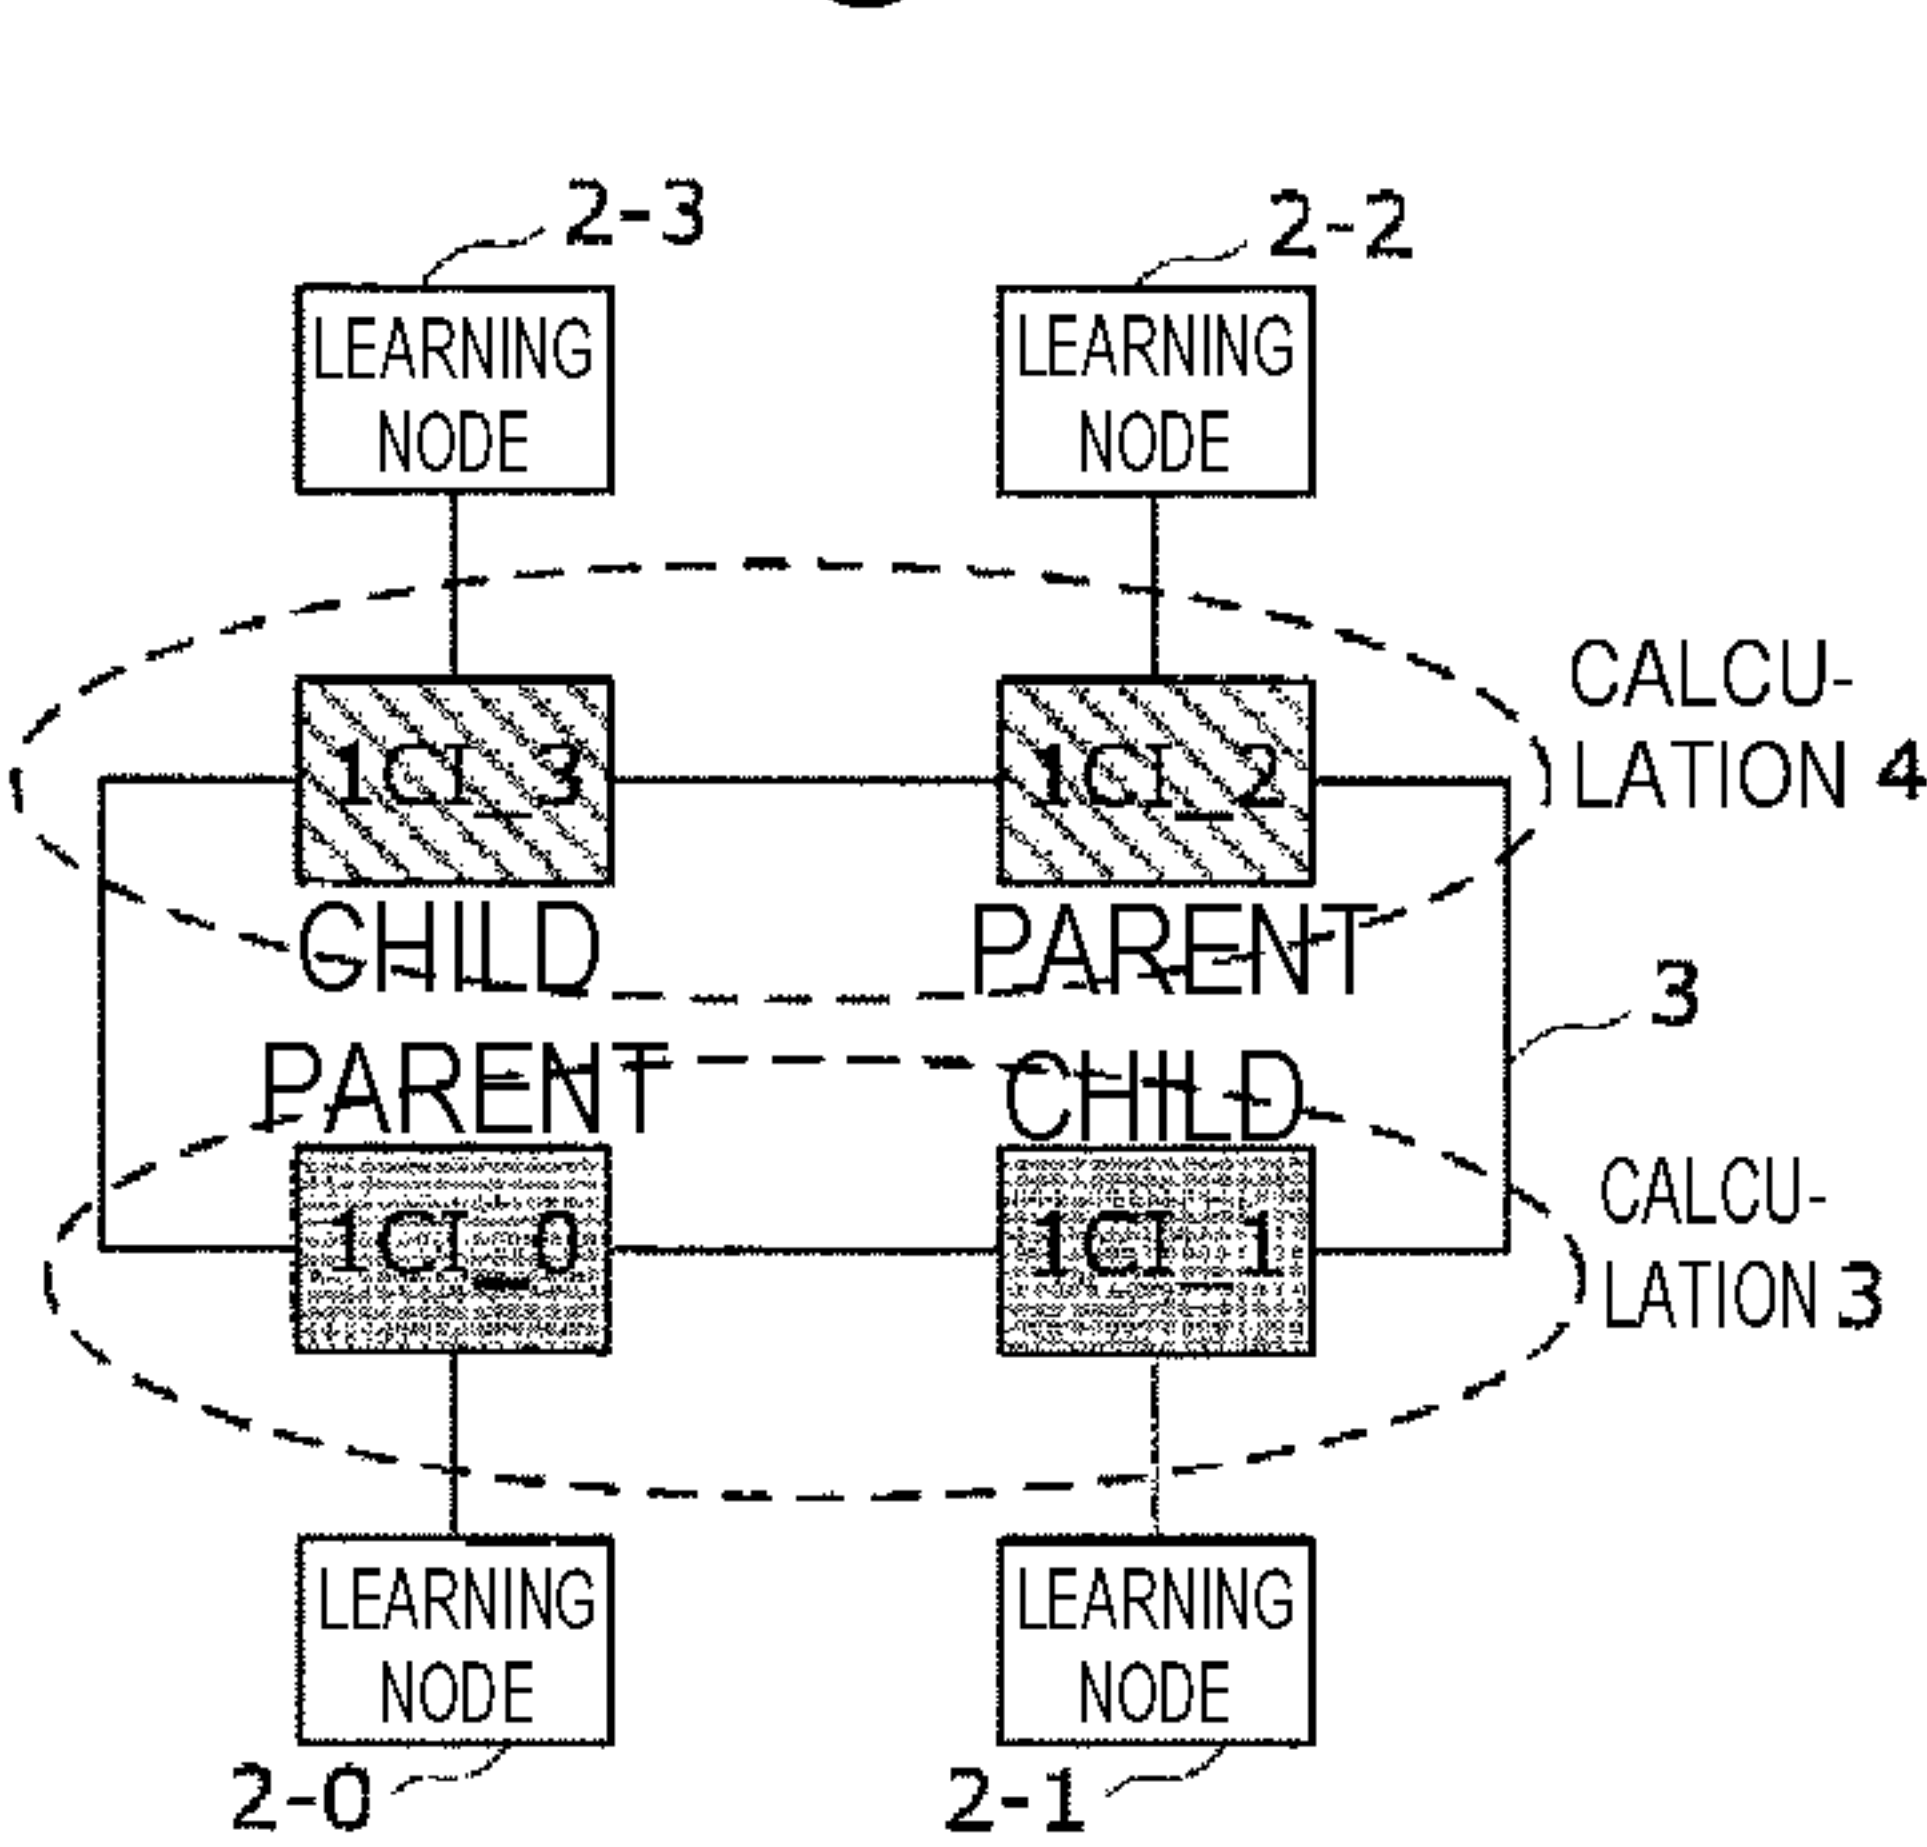 2-3
2-2
LEARNING
NODE
LEARNING
NODE
CALCU-
LATION 4
1CI_3
1CI_2
CHILD
PARENT
3
PARENT
CHILD
CALCU-
LATION 3
1CI_0
1CI_1
LEARNING
NODE
LEARNING
NODE
2-0
2-1